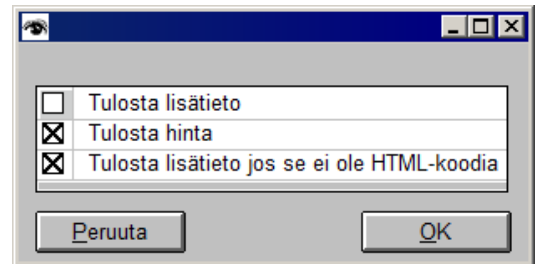 Tulosta lisätieto
Tulosta hinta
Tulosta lisätieto jos se ei ole HTML-koodia
Peruuta
OK